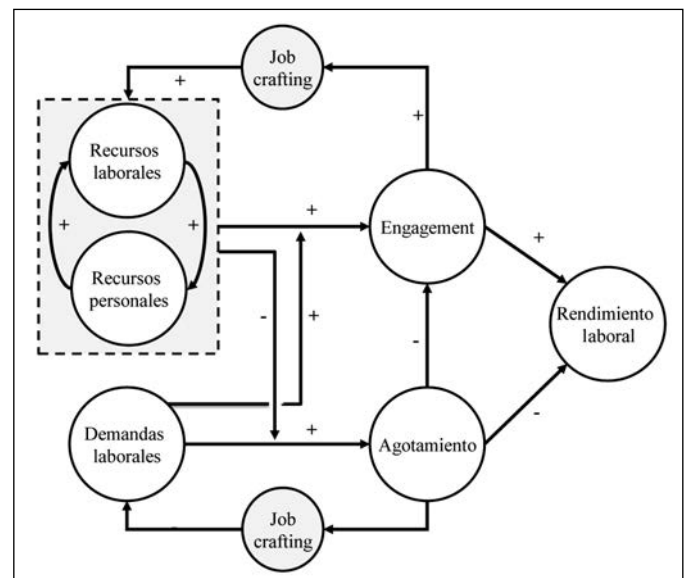 Job
crafting
+
+
Recursos
laborales
+
+
+
Engagement
+
Recursos
personales
-
+
-
Rendimiento
laboral
Demandas
laborales
+
Agotamiento
-
Job
crafting
-